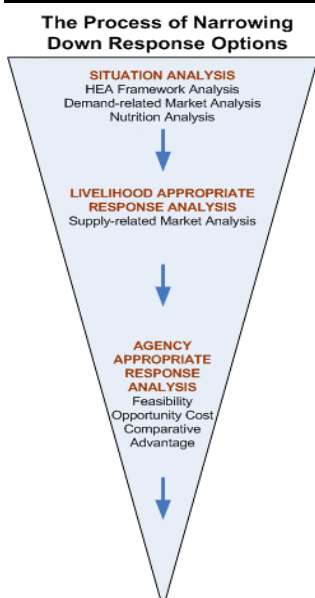 The Process of Narrowing
Down Response Options
SITUATION ANALYSIS
HEA Framework Analysis
Demand-related Market Analysis
Nutrition Analysis
LIVELIHOOD APPROPRIATE
RESPONSE ANALYSIS
Supply-related Market Analysis
AGENCY
APPROPRIATE
RESPONSE
ANALYSIS
Feasibility
Opportunity Cost
Comparative
Advantage